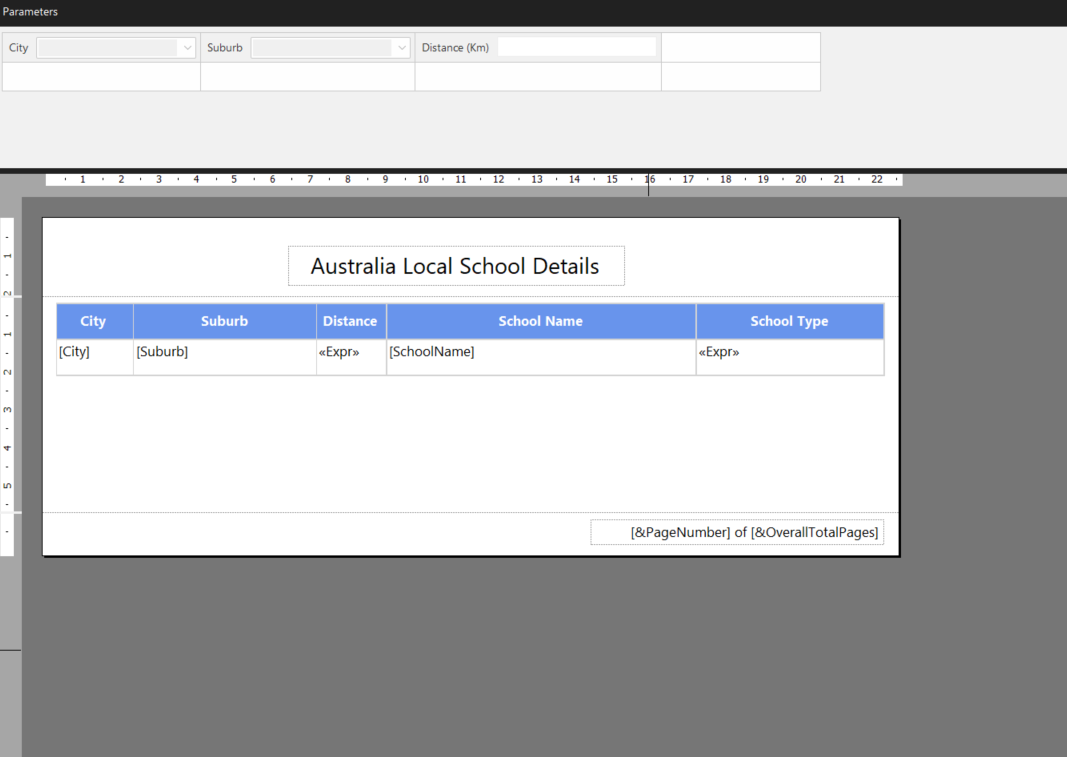 Parameters
City Suburb Distance (Km)
1 2 3 4 5 6 7 8 9 10 11 12 13 14 15 16 17 18 19 20 21 22
1
2
Australia Local School Details
City Suburb Distance School Name School Type
[City] [Suburb] «Expr» [SchoolName] «Expr»
1
2
3
4
5
[&PageNumber] of [&OverallTotalPages]